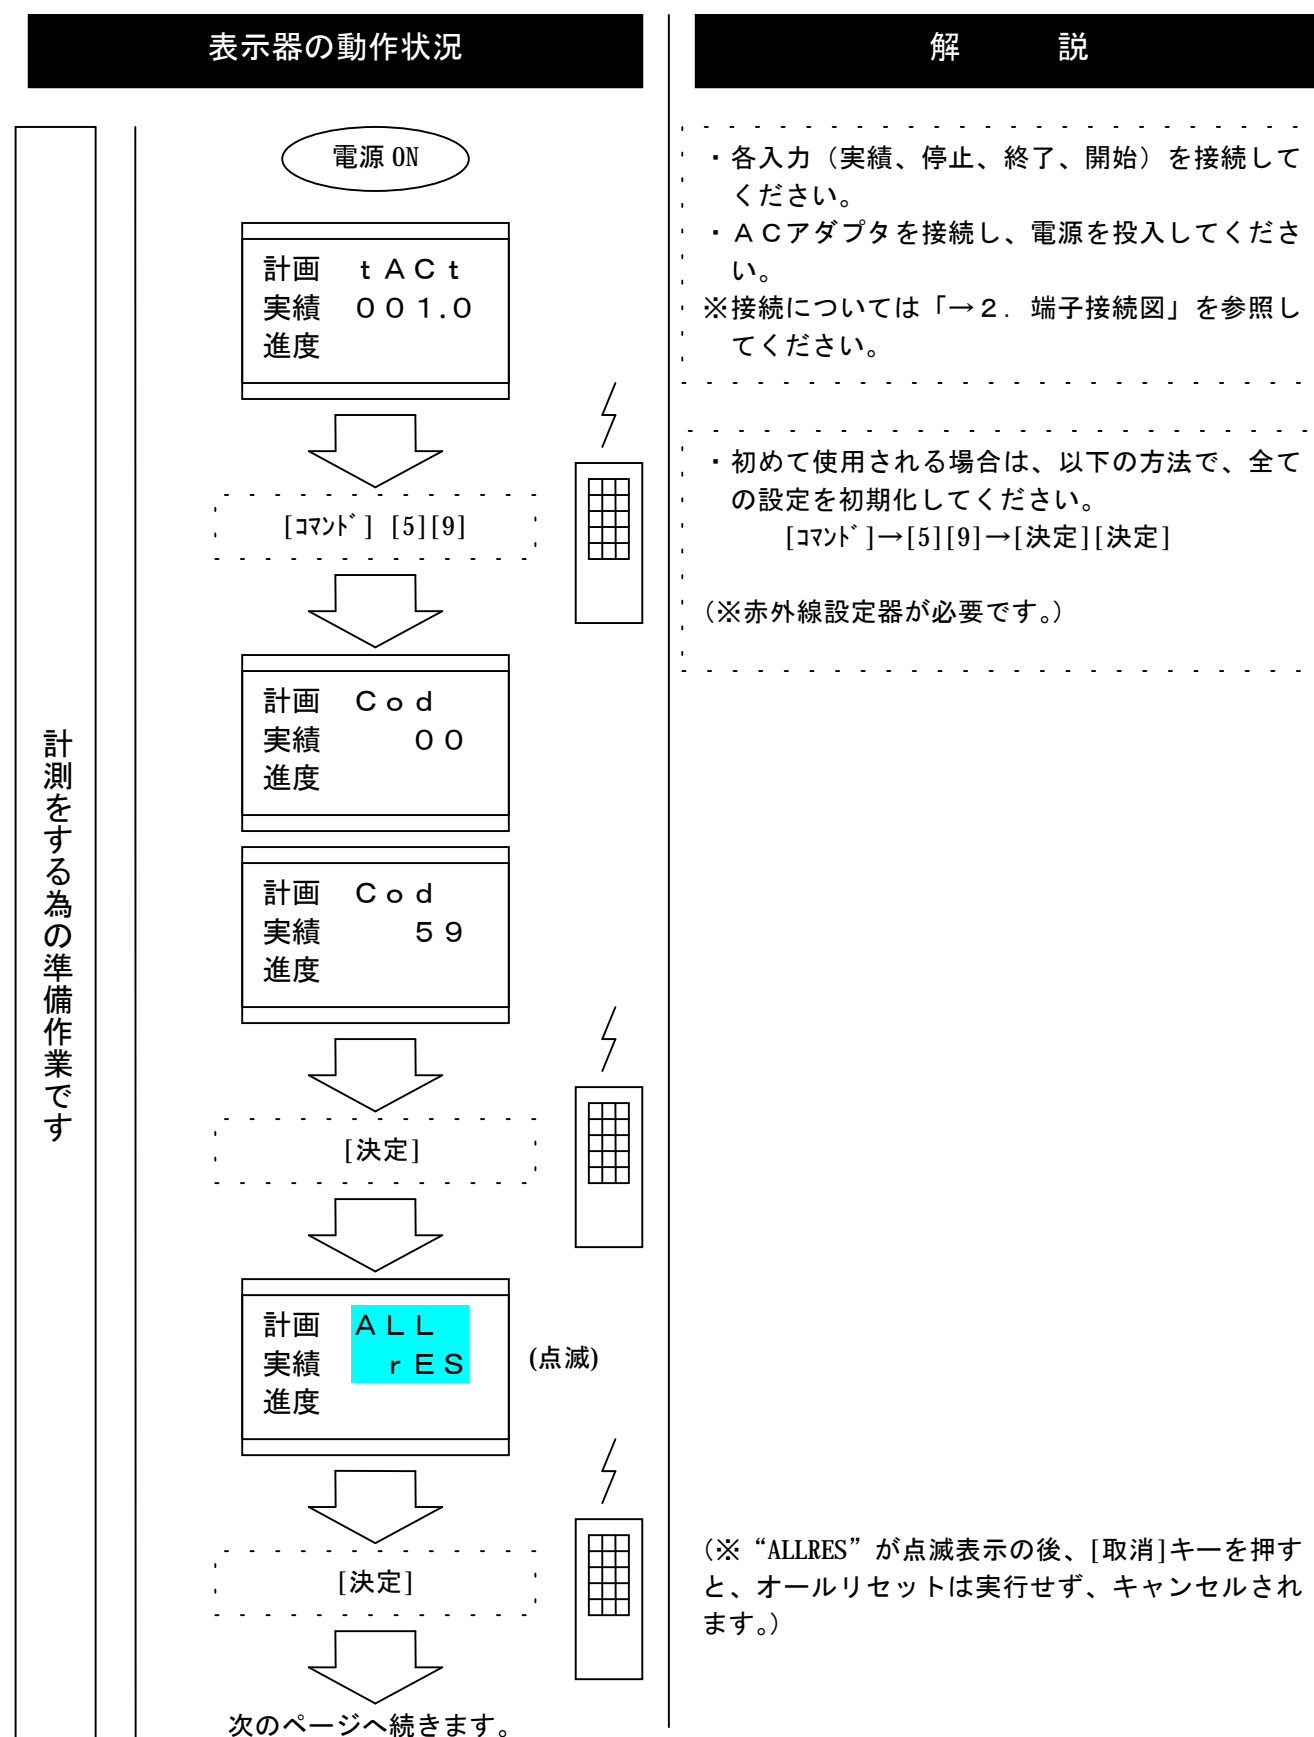 表示器の動作状況
解　　　説
計測をする為の準備作業です
電源 ON
計画　ｔＡＣｔ
実績　００１.０
進度
[ｺﾏﾝﾄﾞ] [5][9]
計画　Ｃｏｄ
実績　　　００
進度
計画　Ｃｏｄ
実績　　　５９
進度
[決定]
計画　ＡＬＬ
実績　　ｒＥＳ
進度
(点滅)
[決定]
次のページへ続きます。
・各入力（実績、停止、終了、開始）を接続して
ください。
・ＡＣアダプタを接続し、電源を投入してくださ
い。
※接続については「→２．端子接続図」を参照し
てください。
・初めて使用される場合は、以下の方法で、全て
の設定を初期化してください。
[ｺﾏﾝﾄﾞ]→[5][9]→[決定][決定]
（※赤外線設定器が必要です。）
（※“ALLRES”が点滅表示の後、[取消]キーを押す
と、オールリセットは実行せず、キャンセルされ
ます。）